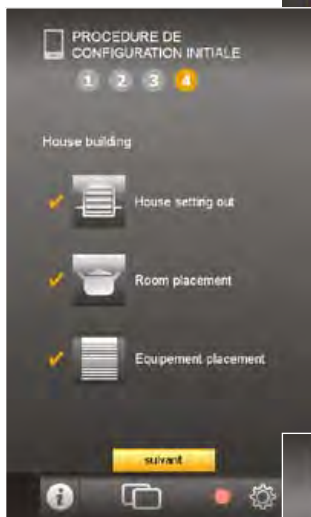 PROCEDURE DE
CONFIGURATION INITIALE
1 2 3 4
House building
House setting out
Room placement
Equipement placement
suivant
i